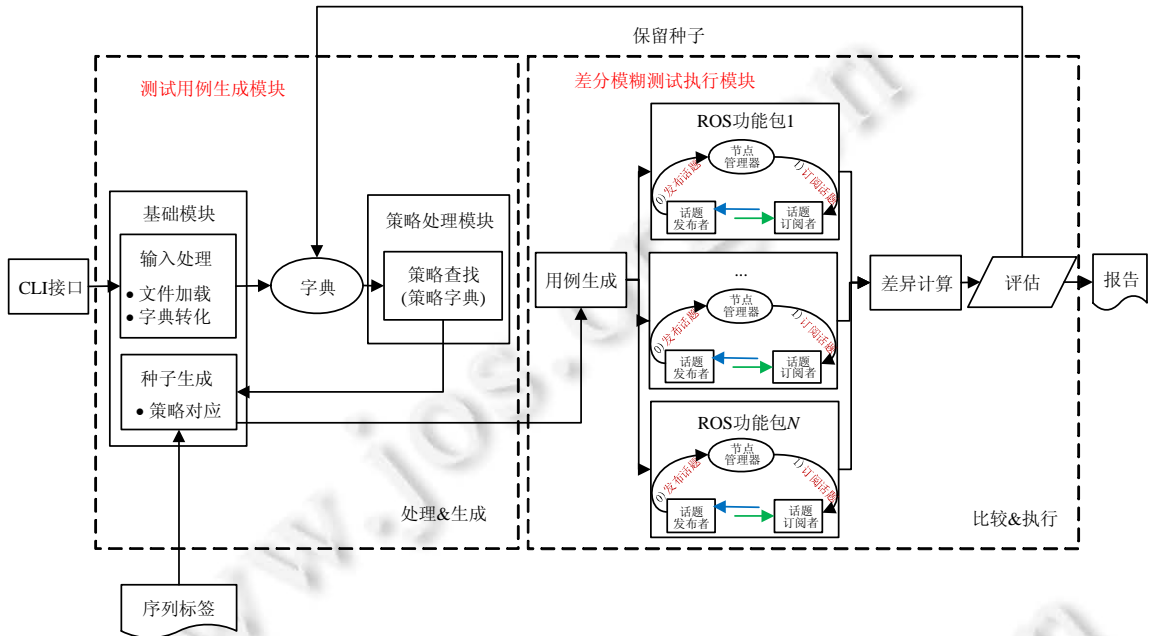 保留种子
测试用例生成模块
差分模糊测试执行模块
CLI接口
基础模块
输入处理
• 文件加载
• 字典转化
种子生成
• 策略对应
字典
策略处理模块
策略查找
(策略字典)
处理&生成
序列标签
用例生成
ROS功能包1
节点
管理器
0) 发布话题
1) 订阅话题
话题
发布者
话题
订阅者
...
节点
管理器
0) 发布话题
1) 订阅话题
话题
发布者
话题
订阅者
ROS功能包N
节点
管理器
0) 发布话题
1) 订阅话题
话题
发布者
话题
订阅者
差异计算
评估
报告
比较&执行